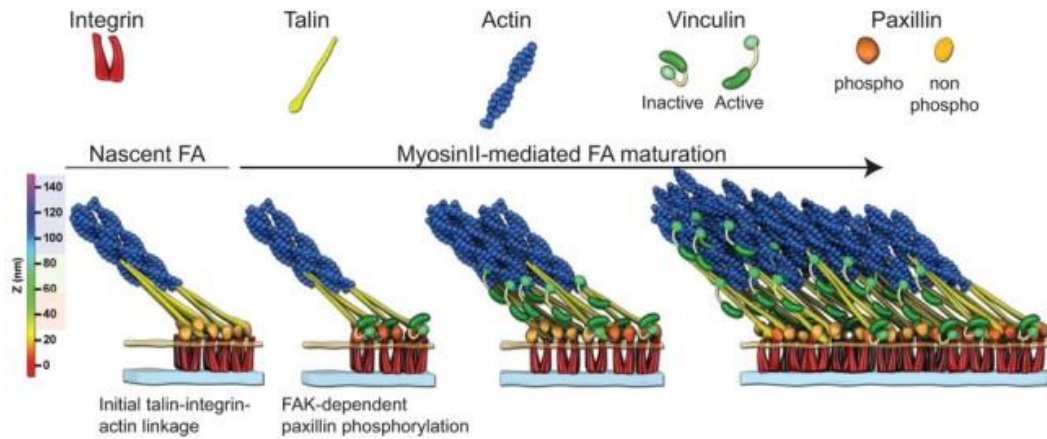 Integrin
Talin
Actin
Vinculin
Paxillin
Inactive
Active
phospho
non
phospho
Nascent FA
MyosinII-mediated FA maturation
Z (nm)
140
120
100
80
60
40
20
0
Initial talin-integrin-
actin linkage
FAK-dependent
paxillin phosphorylation